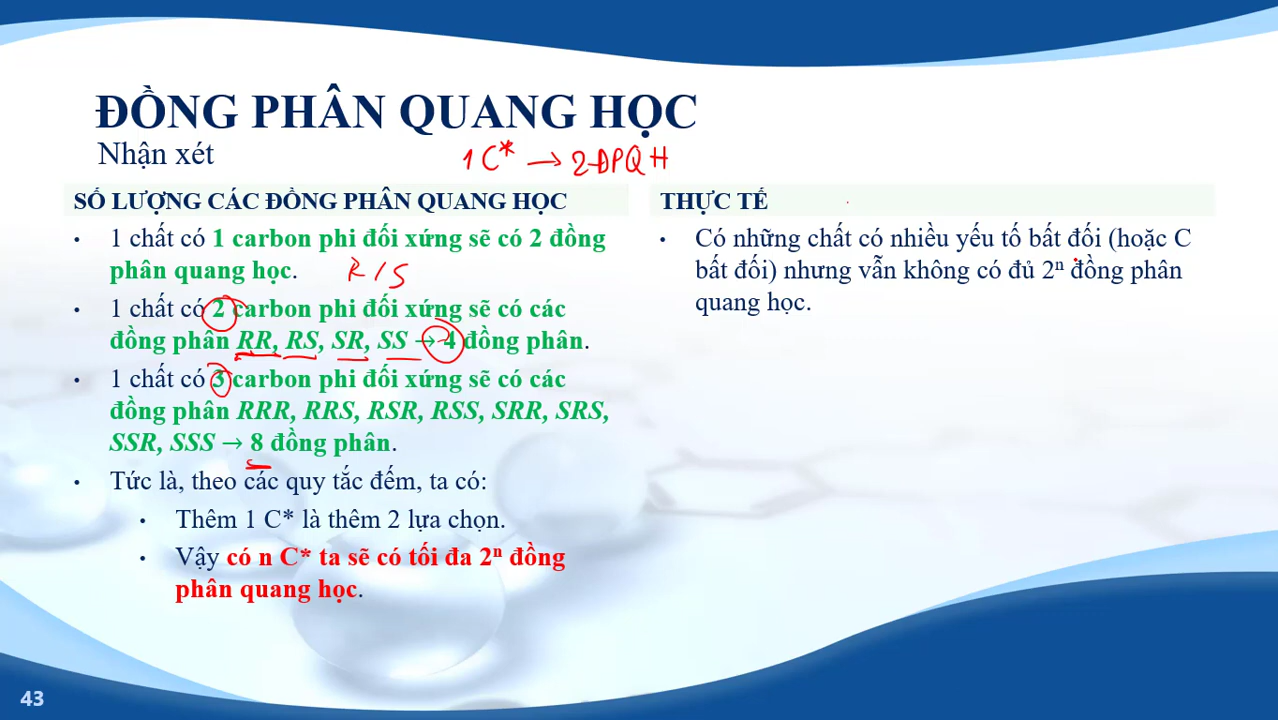 ĐỒNG PHÂN QUANG HỌC
Nhận xét
1 C* → 2 ĐPQH
SỐ LƯỢNG CÁC ĐỒNG PHÂN QUANG HỌC
• 1 chất có 1 carbon phi đối xứng sẽ có 2 đồng
phân quang học.
R/S
• 1 chất có 2 carbon phi đối xứng sẽ có các
đồng phân RR, RS, SR, SS → 4 đồng phân.
• 1 chất có 3 carbon phi đối xứng sẽ có các
đồng phân RRR, RRS, RSR, RSS, SRR, SRS,
SSR, SSS → 8 đồng phân.
• Tức là, theo các quy tắc đếm, ta có:
• Thêm 1 C* là thêm 2 lựa chọn.
• Vậy có n C* ta sẽ có tối đa 2ⁿ đồng
phân quang học.
THỰC TẾ
• Có những chất có nhiều yếu tố bất đối (hoặc C
bất đối) nhưng vẫn không có đủ 2ⁿ đồng phân
quang học.
43